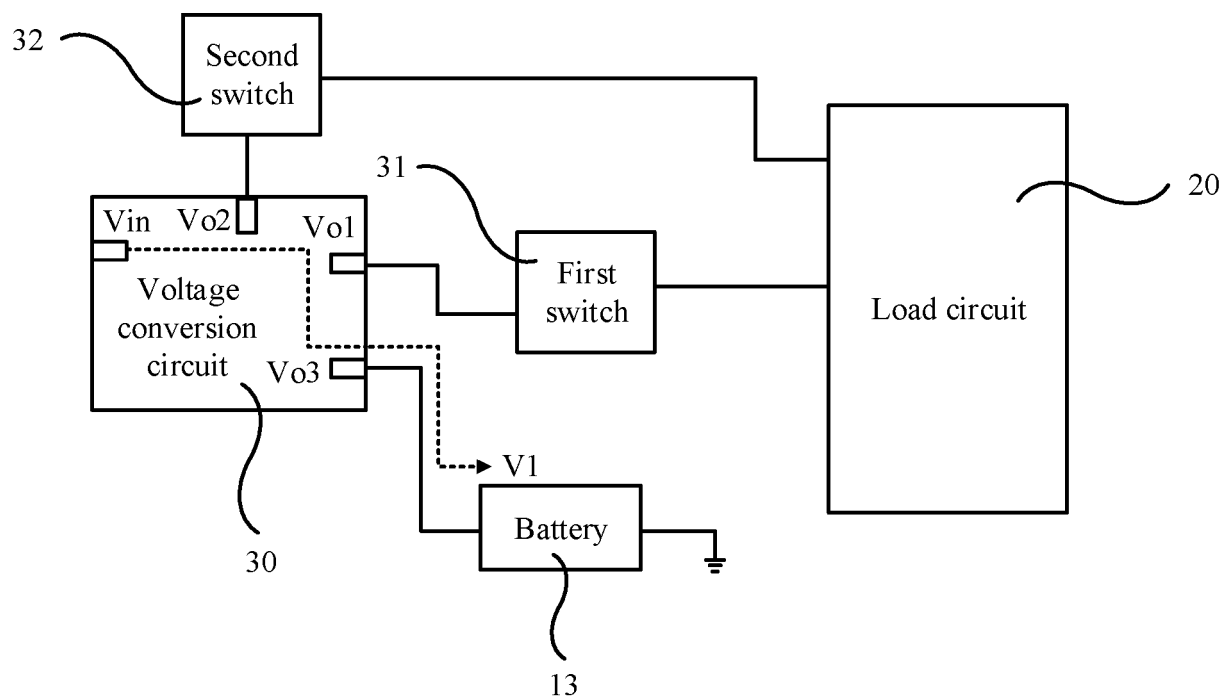 32
Second
switch
31
20
Vin
Vo2
Vo1
First
switch
Load circuit
Voltage
conversion
circuit
Vo3
V1
Battery
30
13